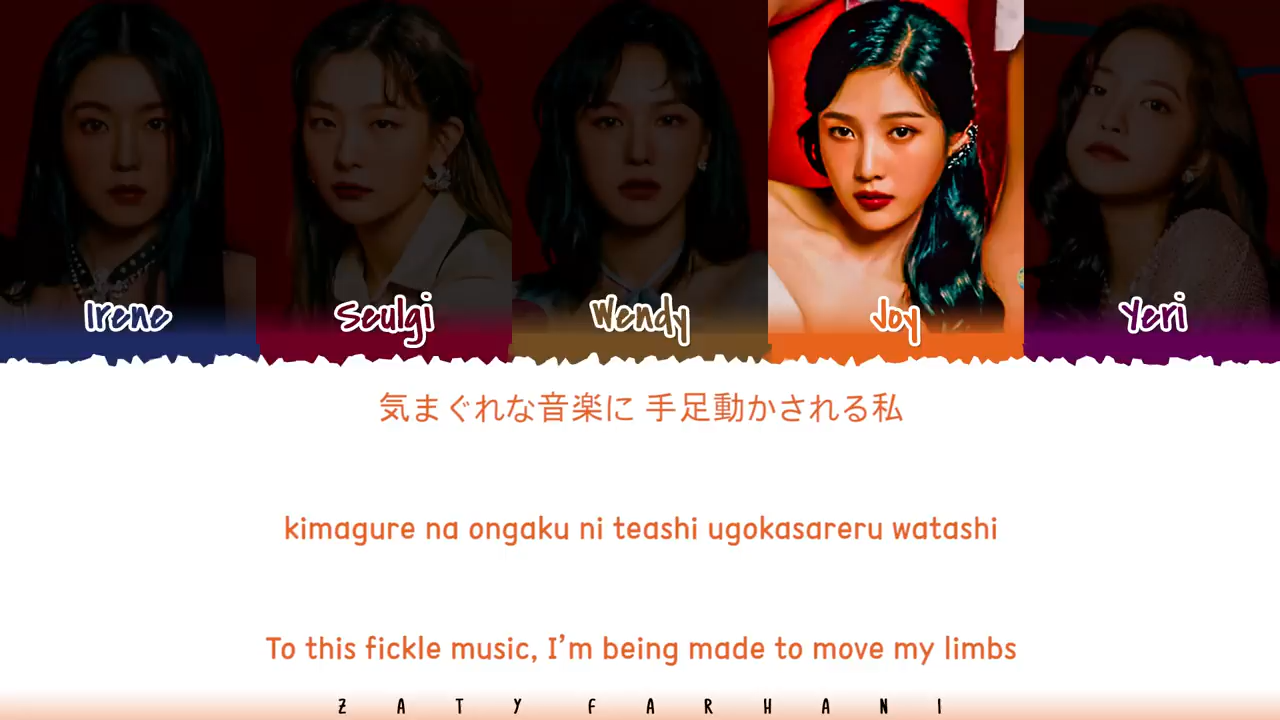 Irene Seulgi Wendy Joy Yeri
気まぐれな音楽に 手足動かされる私
kimagure na ongaku ni teashi ugokasareru watashi
To this fickle music, I'm being made to move my limbs
ZATY FARHANI